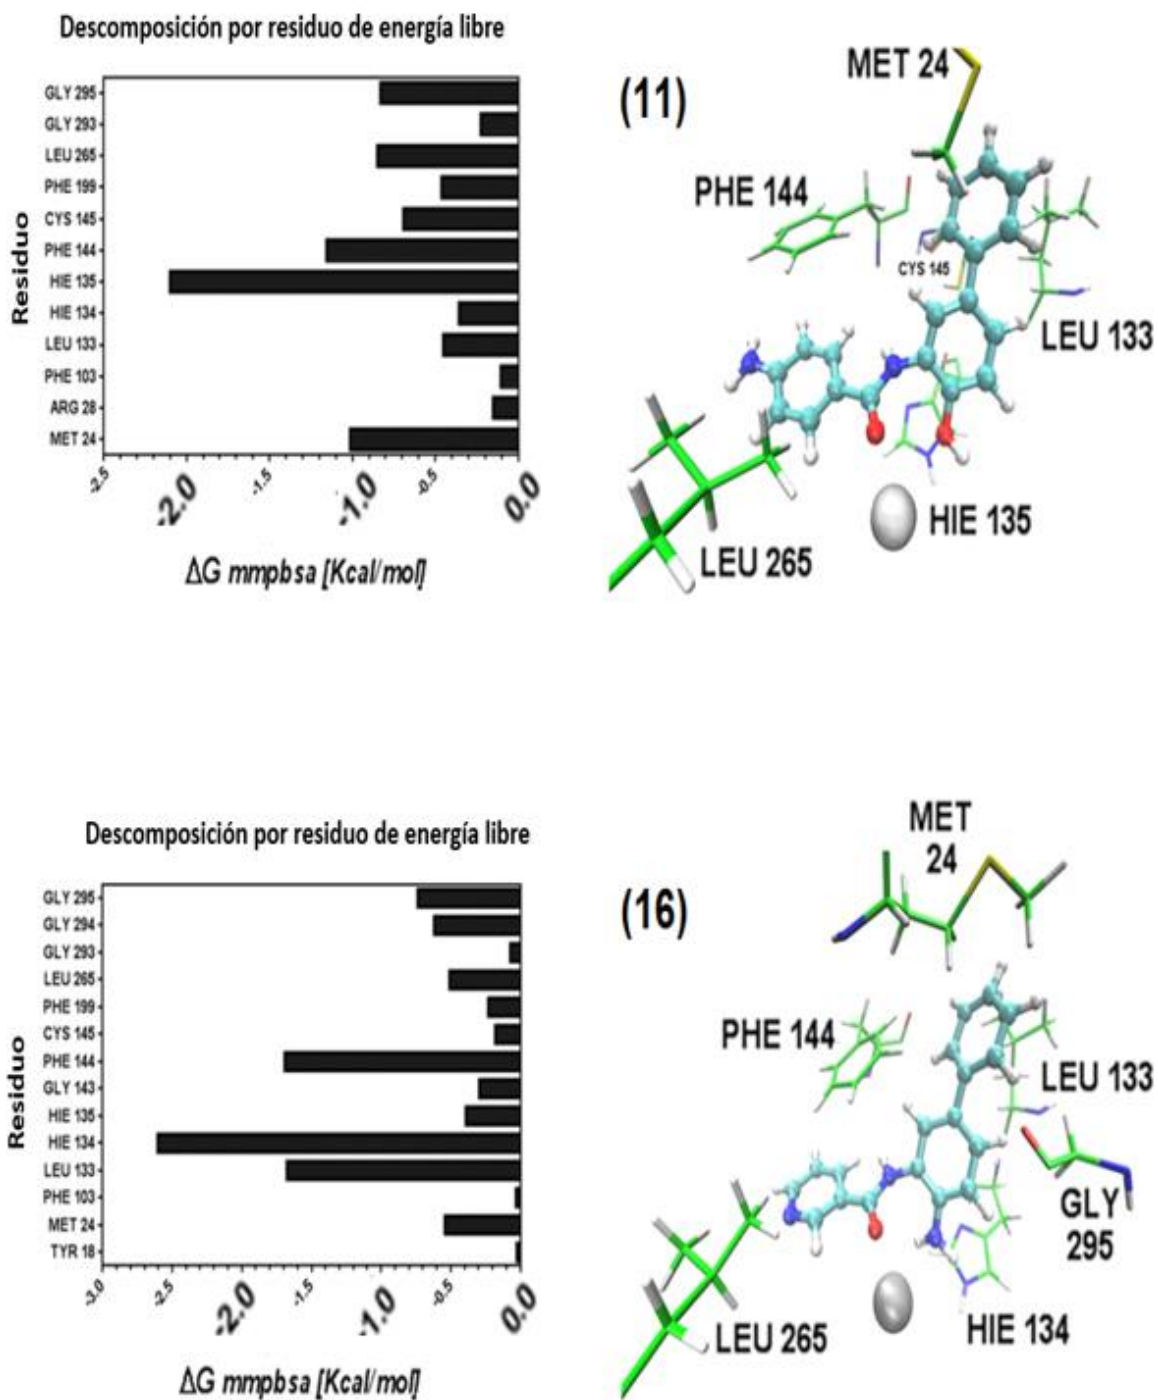 Descomposición por residuo de energía libre
Residuo
GLY 295
GLY 293
LEU 265
PHE 199
CYS 145
PHE 144
HIE 135
HIE 134
LEU 133
PHE 103
ARG 28
MET 24
-2.5
-2.0
-1.5
-1.0
-0.5
0.0
ΔG mmpbsa [Kcal/mol]
(11)
MET 24
PHE 144
CYS 145
LEU 133
HIE 135
LEU 265
Descomposición por residuo de energía libre
Residuo
GLY 295
GLY 294
GLY 293
LEU 265
PHE 199
CYS 145
PHE 144
GLY 143
HIE 135
HIE 134
LEU 133
PHE 103
MET 24
TYR 18
-3.0
-2.5
-2.0
-1.5
-1.0
-0.5
0.0
ΔG mmpbsa [Kcal/mol]
(16)
MET
24
PHE 144
LEU 133
GLY
295
HIE 134
LEU 265